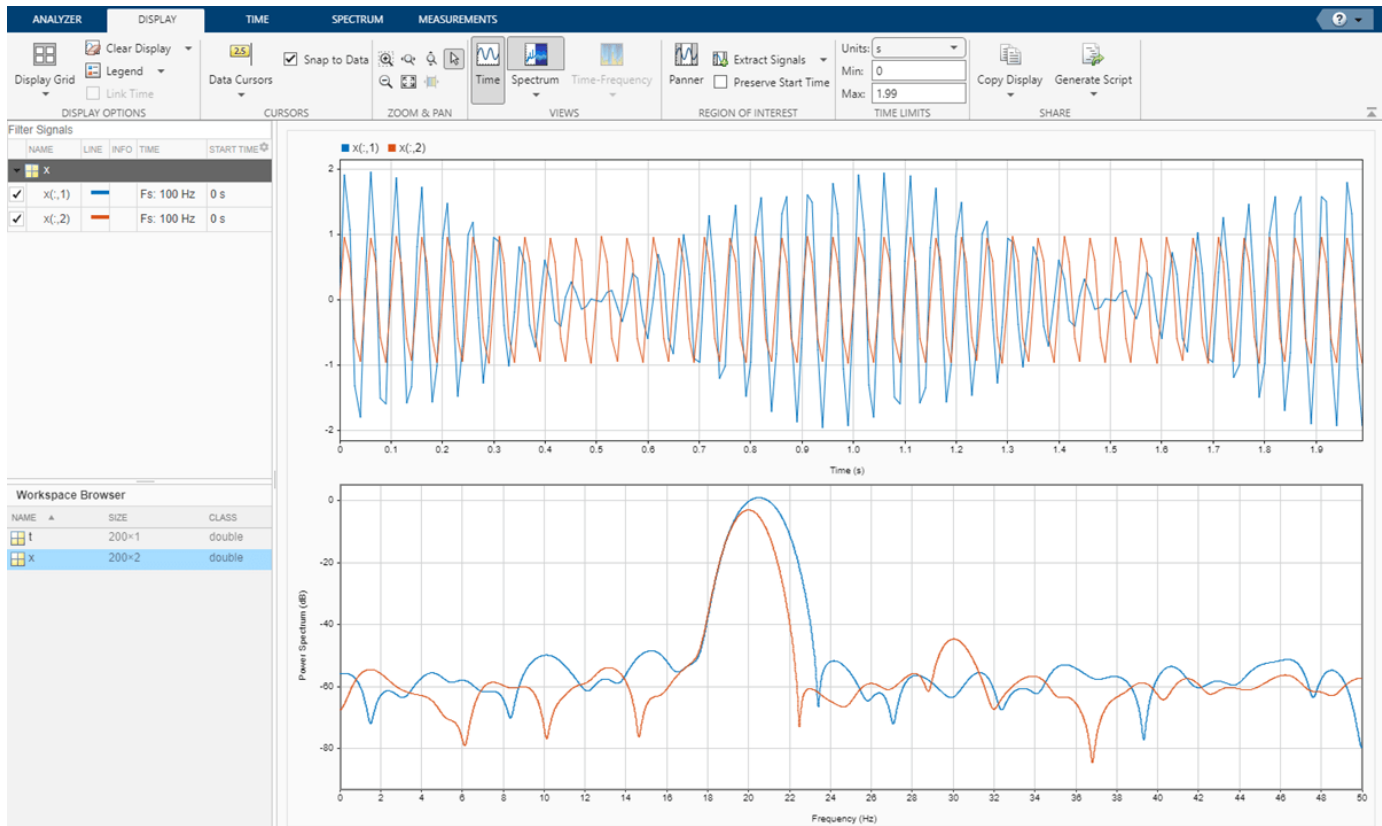 ANALYZER DISPLAY TIME SPECTRUM MEASUREMENTS ?
Display Grid Clear Display Legend Link Time
2.5 Data Cursors Snap to Data
Time Spectrum Time-Frequency
Panner Extract Signals Preserve Start Time
Units: s
Min: 0
Max: 1.99
Copy Display Generate Script
DISPLAY OPTIONS CURSORS ZOOM & PAN VIEWS REGION OF INTEREST TIME LIMITS SHARE
Filter Signals
NAME LINE INFO TIME START TIME
x
x(:,1) Fs: 100 Hz 0 s
x(:,2) Fs: 100 Hz 0 s
Workspace Browser
NAME SIZE CLASS
t 200×1 double
x 200×2 double
x(:,1) x(:,2)
2
1
0
-1
-2
0 0.1 0.2 0.3 0.4 0.5 0.6 0.7 0.8 0.9 1.0 1.1 1.2 1.3 1.4 1.5 1.6 1.7 1.8 1.9
Time (s)
0
-20
-40
-60
-80
Power Spectrum (dB)
0 2 4 6 8 10 12 14 16 18 20 22 24 26 28 30 32 34 36 38 40 42 44 46 48 50
Frequency (Hz)